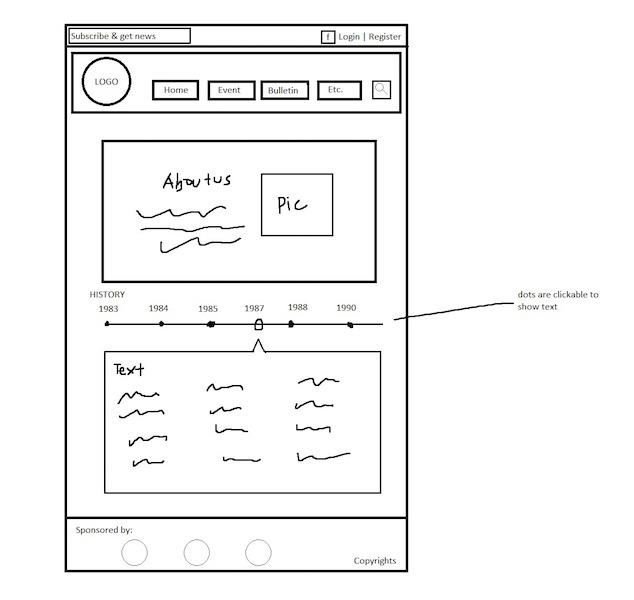 Subscribe & get news
f Login | Register
LOGO
Home
Event
Bulletin
Etc.
About us
Pic
HISTORY
1983 1984 1985 1987 1988 1990
dots are clickable to
show text
Text
Sponsored by:
Copyrights